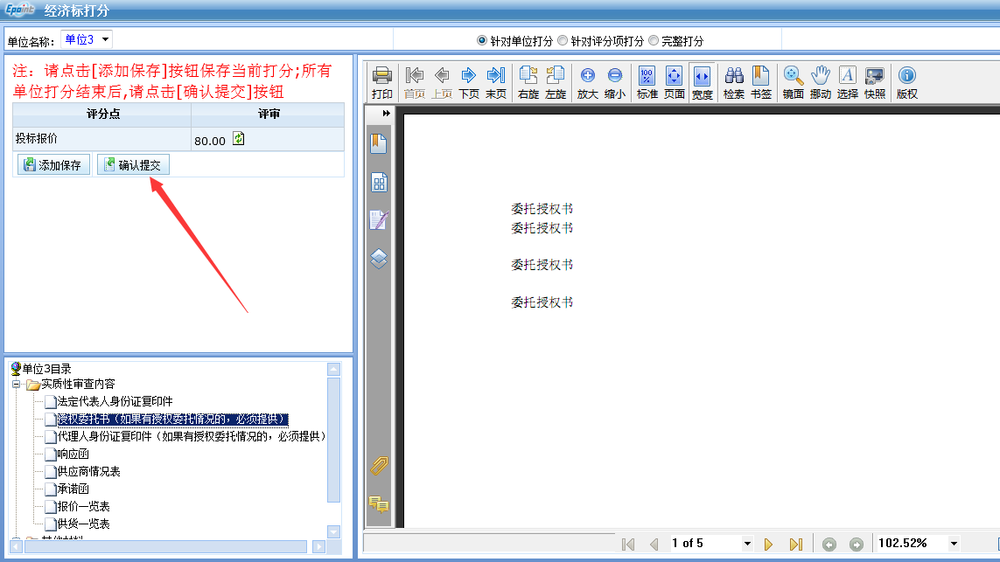 Epoint 经济标打分
单位名称: 单位3 针对单位打分 针对评分项打分 完整打分
注: 请点击[添加保存]按钮保存当前打分;所有
单位打分结束后,请点击[确认提交]按钮
评分点 评审
投标报价 80.00
添加保存 确认提交
打印 首页 上页 下页 末页 右旋 左旋 放大 缩小 标准 页面 宽度 检索 书签 镜面 挪动 选择 快照 版权
委托授权书
委托授权书
委托授权书
委托授权书
单位3目录
实质性审查内容
法定代表人身份证复印件
授权委托书（如果有授权委托情况的，必须提供）
代理人身份证复印件（如果有授权委托情况的，必须提供）
响应函
供应商情况表
承诺函
报价一览表
供货一览表
其他材料
1 of 5 102.52%